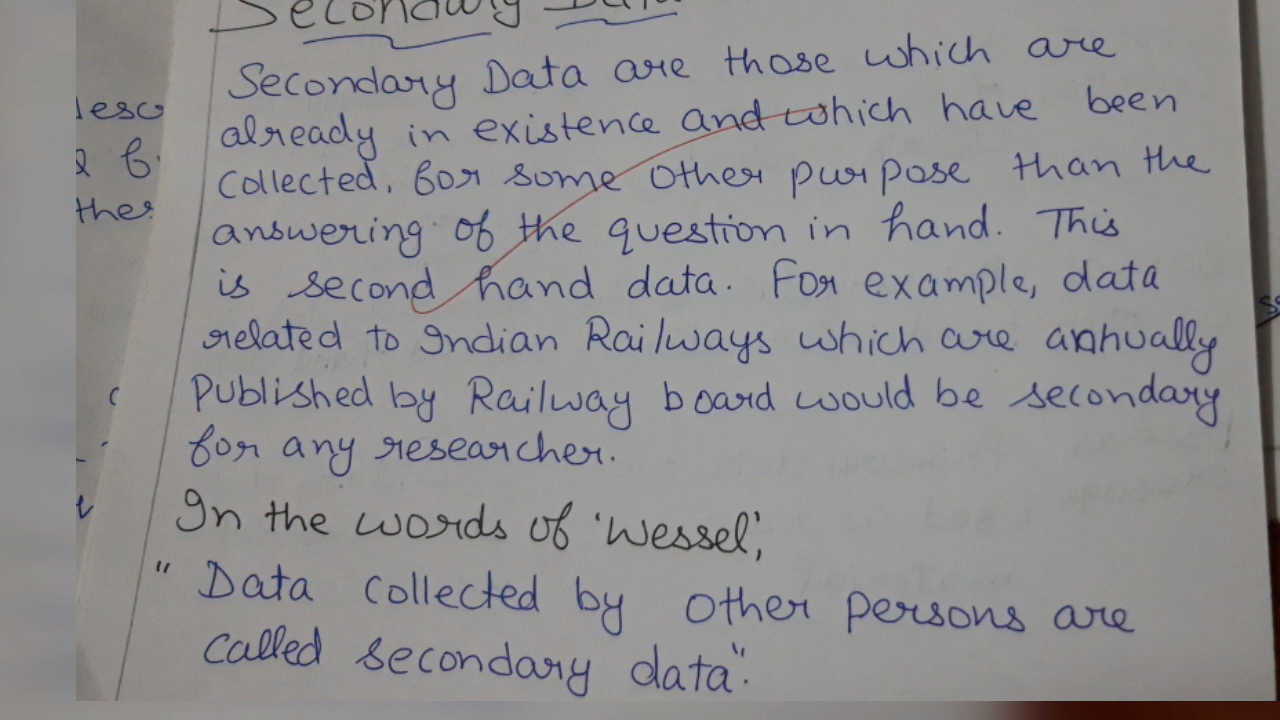 Secondary Data
Secondary Data are those which are
already in existence and which have been
collected, for some other purpose than the
answering of the question in hand. This
is second hand data. For example, data
related to Indian Railways which are annually
Published by Railway board would be secondary
for any researcher.
In the words of 'Wessel',
" Data collected by other persons are
called secondary data".